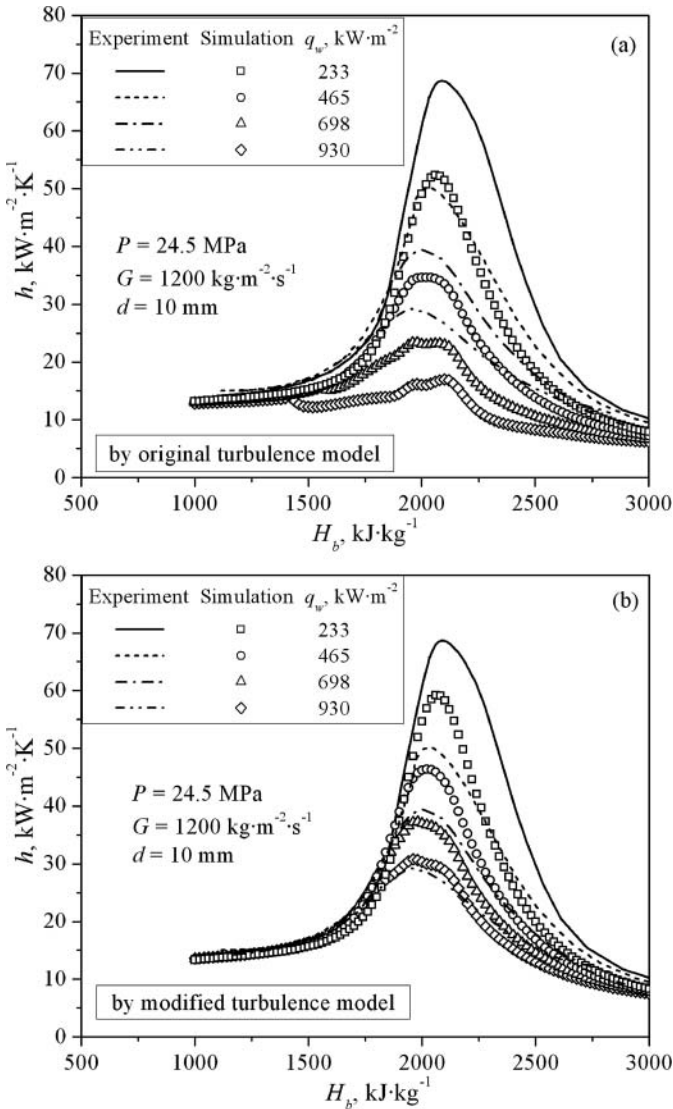 80
70
60
50
40
30
20
10
0
h, kW·m⁻²·K⁻¹
(a)
Experiment Simulation q_w, kW·m⁻²
233
465
698
930
P = 24.5 MPa
G = 1200 kg·m⁻²·s⁻¹
d = 10 mm
by original turbulence model
500 1000 1500 2000 2500 3000
H_b, kJ·kg⁻¹
80
70
60
50
40
30
20
10
0
h, kW·m⁻²·K⁻¹
(b)
Experiment Simulation q_w, kW·m⁻²
233
465
698
930
P = 24.5 MPa
G = 1200 kg·m⁻²·s⁻¹
d = 10 mm
by modified turbulence model
500 1000 1500 2000 2500 3000
H_b, kJ·kg⁻¹